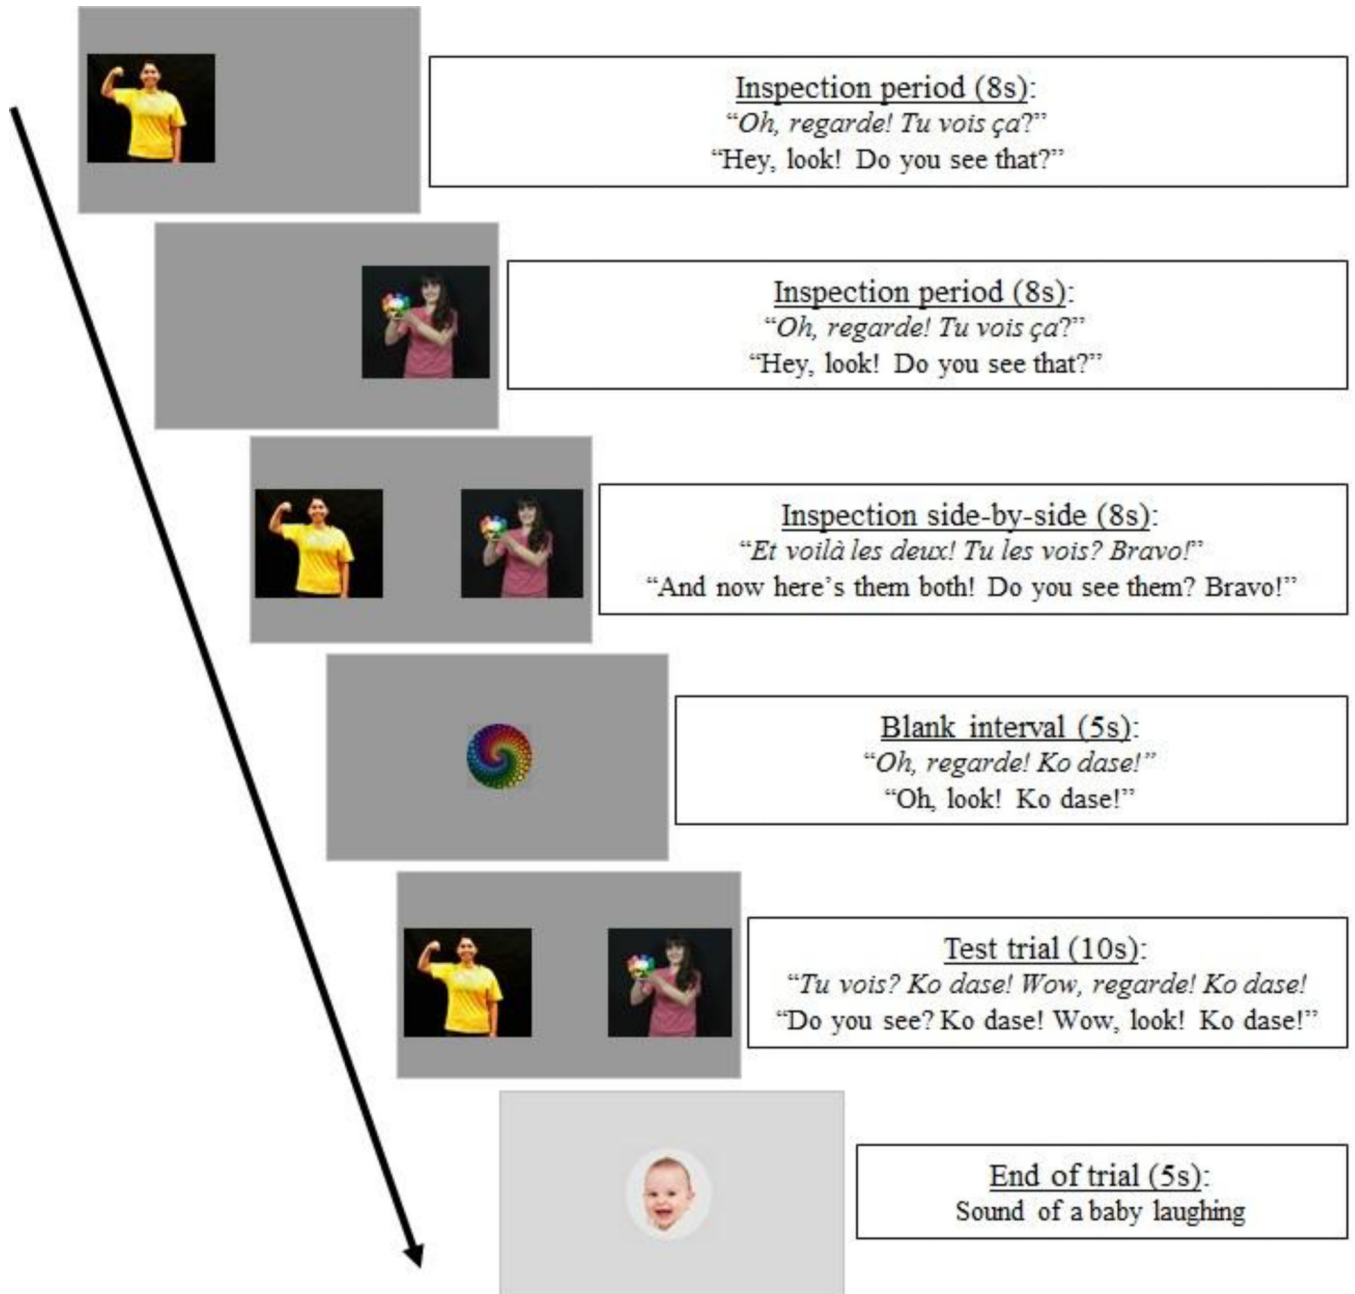 Inspection period (8s):
“Oh, regarde! Tu vois ça?”
“Hey, look! Do you see that?”
Inspection period (8s):
“Oh, regarde! Tu vois ça?”
“Hey, look! Do you see that?”
Inspection side-by-side (8s):
“Et voilà les deux! Tu les vois? Bravo!”
“And now here’s them both! Do you see them? Bravo!”
Blank interval (5s):
“Oh, regarde! Ko dase!”
“Oh, look! Ko dase!”
Test trial (10s):
“Tu vois? Ko dase! Wow, regarde! Ko dase!
“Do you see? Ko dase! Wow, look! Ko dase!”
End of trial (5s):
Sound of a baby laughing